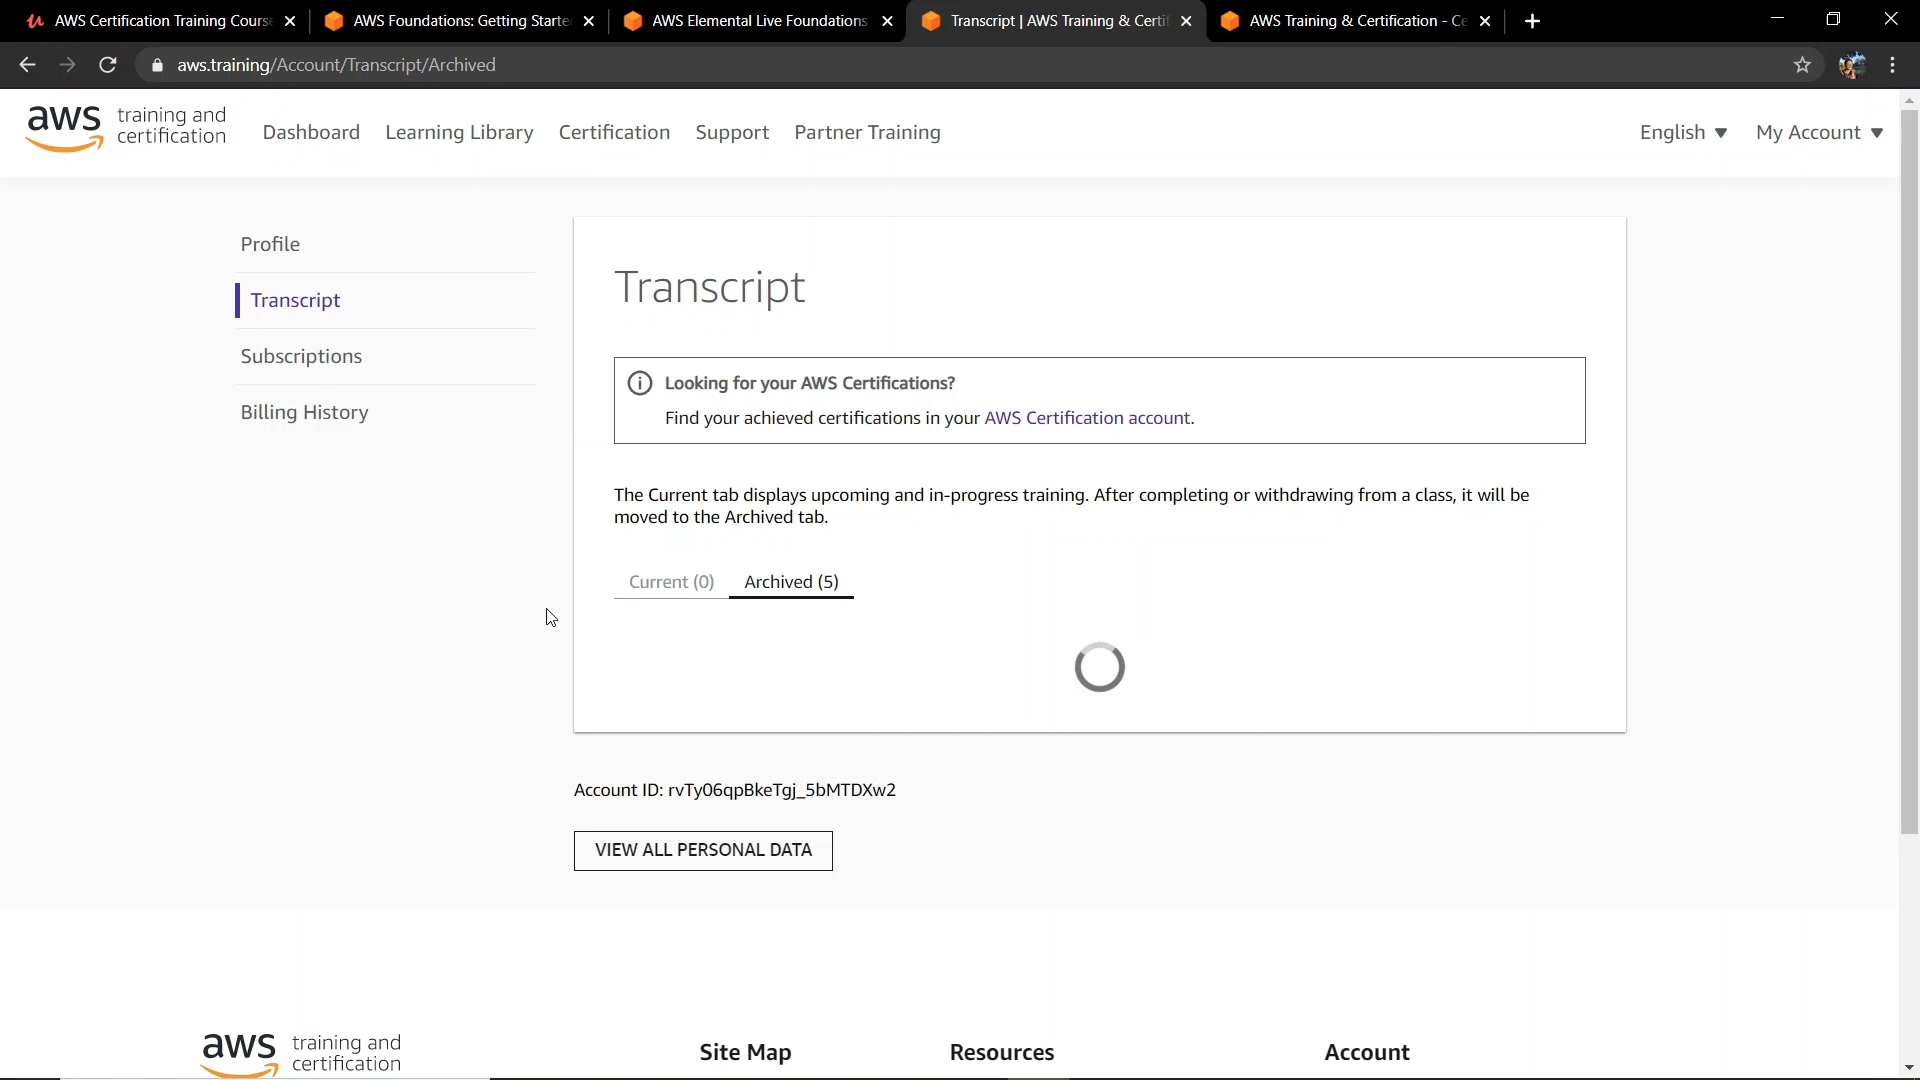 AWS Certification Training Course
AWS Foundations: Getting Starte
AWS Elemental Live Foundations
Transcript | AWS Training & Certif
AWS Training & Certification - Ce
aws.training/Account/Transcript/Archived
aws training and certification
Dashboard
Learning Library
Certification
Support
Partner Training
English
My Account
Profile
Transcript
Subscriptions
Billing History
Transcript
Looking for your AWS Certifications?
Find your achieved certifications in your AWS Certification account.
The Current tab displays upcoming and in-progress training. After completing or withdrawing from a class, it will be
moved to the Archived tab.
Current (0)
Archived (5)
Account ID: rvTy06qpBkeTgj_5bMTDXw2
VIEW ALL PERSONAL DATA
aws training and certification
Site Map
Resources
Account